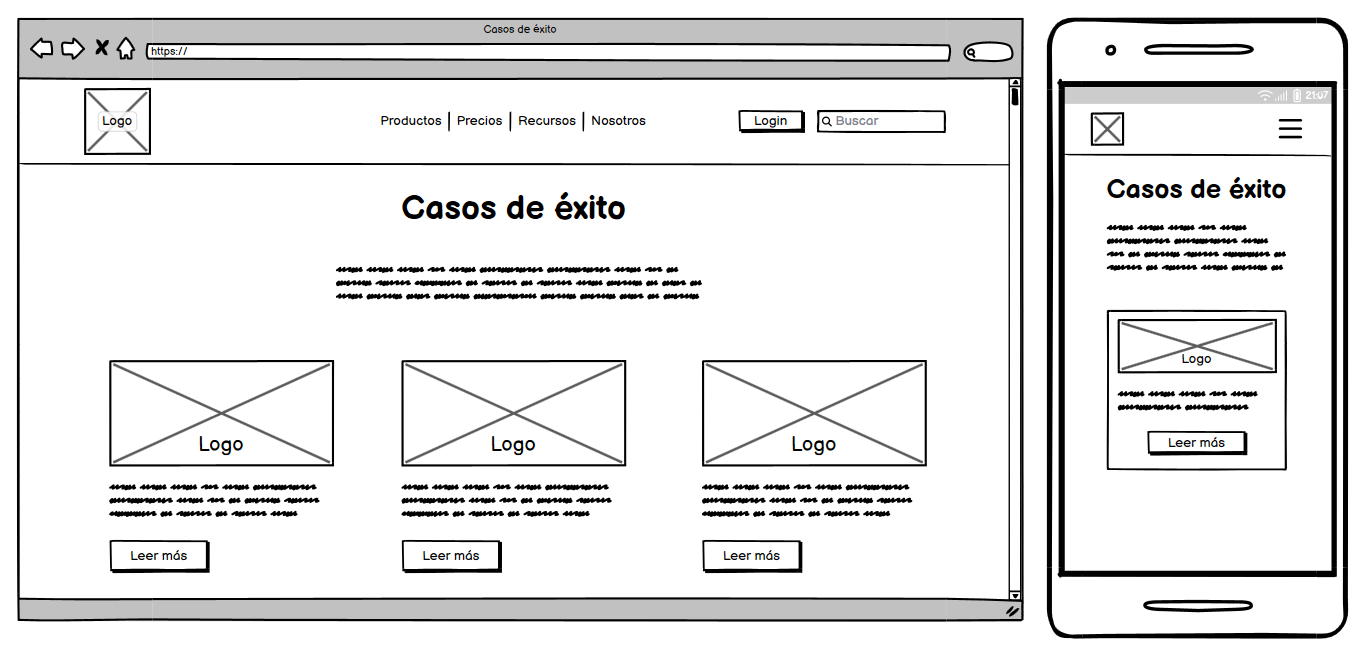 Casos de éxito
https://
Logo
Productos | Precios | Recursos | Nosotros
Login
Buscar
Casos de éxito
Logo
Logo
Logo
Leer más
Leer más
Leer más
21:07
Casos de éxito
Logo
Leer más